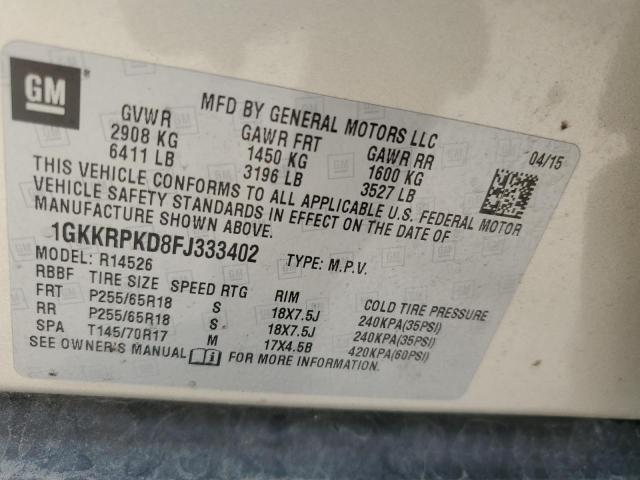 GM
MFD BY GENERAL MOTORS LLC
GVWR GAWR FRT GAWR RR 04/15
2908 KG 1450 KG 1600 KG
6411 LB 3196 LB 3527 LB
THIS VEHICLE CONFORMS TO ALL APPLICABLE U.S. FEDERAL MOTOR
VEHICLE SAFETY STANDARDS IN EFFECT ON THE DATE OF
MANUFACTURE SHOWN ABOVE.
1GKKRPKD8FJ333402 TYPE: M.P.V.
MODEL: R14526
RBBF TIRE SIZE SPEED RTG RIM COLD TIRE PRESSURE
FRT P255/65R18 S 18X7.5J 240KPA(35PSI)
RR P255/65R18 S 18X7.5J 240KPA(35PSI)
SPA T145/70R17 M 17X4.5B 420KPA(60PSI)
SEE OWNER'S MANUAL i FOR MORE INFORMATION.